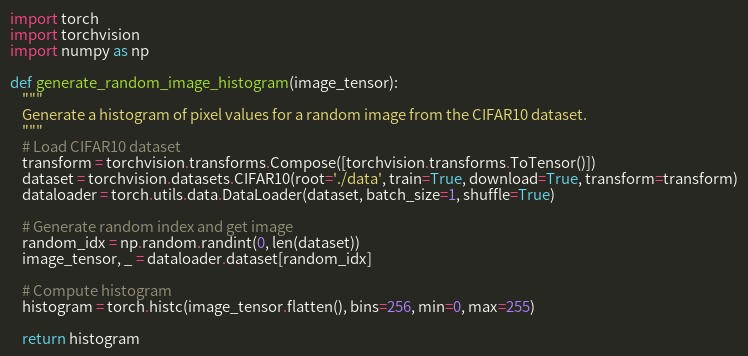 import torch
import torchvision
import numpy as np

def generate_random_image_histogram(image_tensor):
    """
    Generate a histogram of pixel values for a random image from the CIFAR10 dataset.
    """
    # Load CIFAR10 dataset
    transform = torchvision.transforms.Compose([torchvision.transforms.ToTensor()])
    dataset = torchvision.datasets.CIFAR10(root='./data', train=True, download=True, transform=transform)
    dataloader = torch.utils.data.DataLoader(dataset, batch_size=1, shuffle=True)

    # Generate random index and get image
    random_idx = np.random.randint(0, len(dataset))
    image_tensor, _ = dataloader.dataset[random_idx]

    # Compute histogram
    histogram = torch.histc(image_tensor.flatten(), bins=256, min=0, max=255)

    return histogram